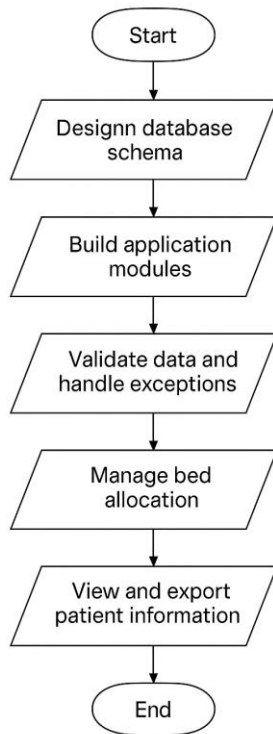 Start
Designn database
schema
Build application
modules
Validate data and
handle exceptions
Manage bed
allocation
View and export
patient information
End